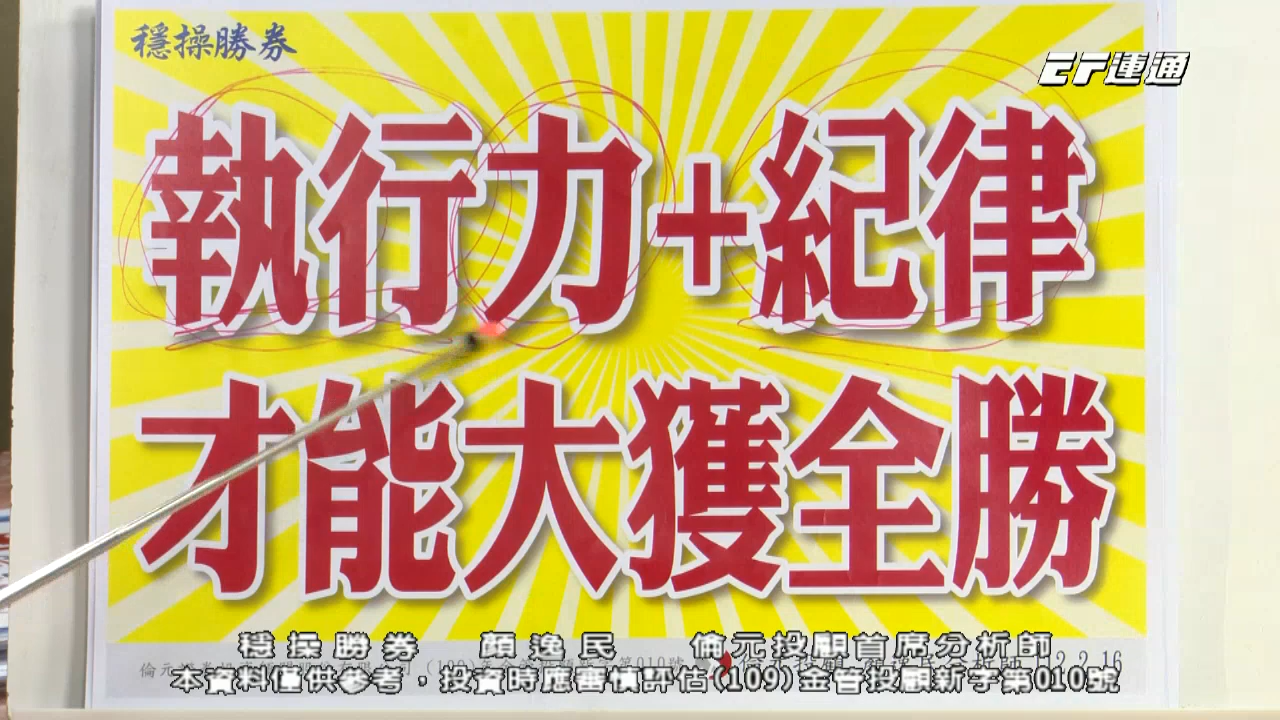 穩操勝券
EF運通
執行力+紀律
才能大獲全勝
穩操勝券 顏逸民 倫元投顧首席分析師
本資料僅供參考,投資時應審慎評估(109)金管投顧新字第010號